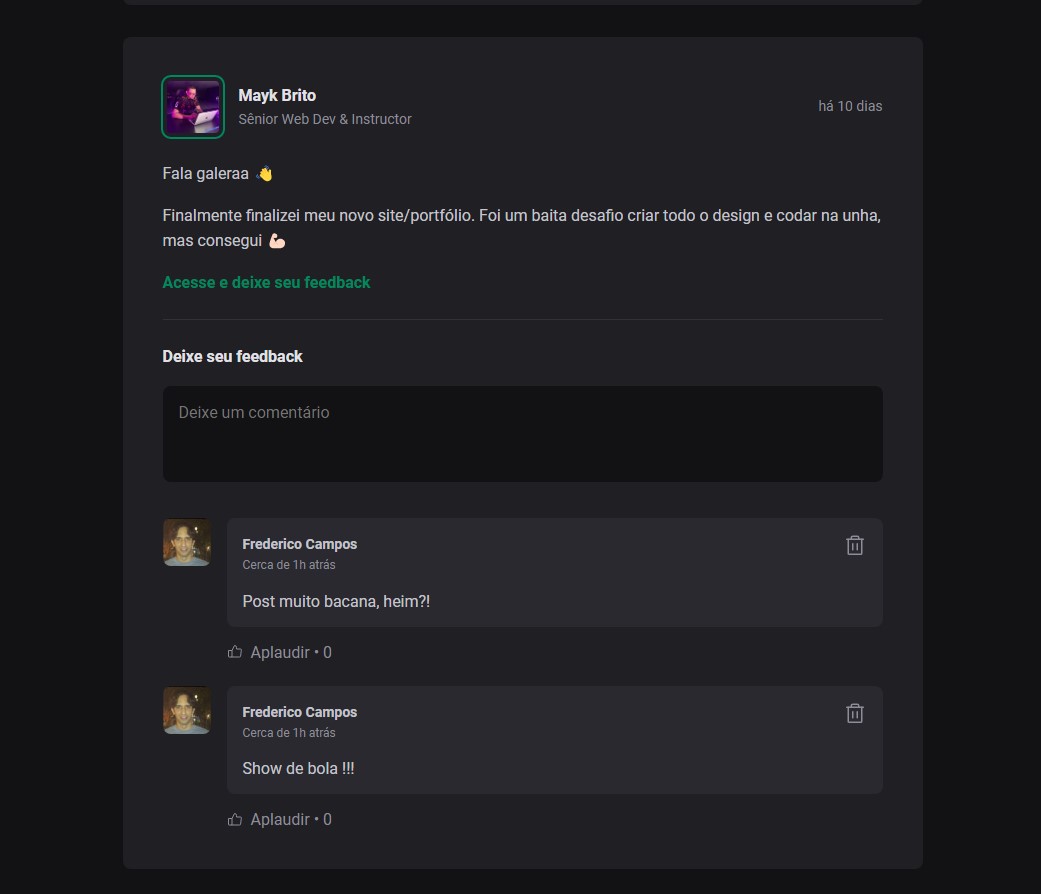 Mayk Brito
Sênior Web Dev & Instructor
há 10 dias
Fala galeraa 👋
Finalmente finalizei meu novo site/portfólio. Foi um baita desafio criar todo o design e codar na unha,
mas consegui 💪🏻
Acesse e deixe seu feedback
Deixe seu feedback
Deixe um comentário
Frederico Campos
Cerca de 1h atrás
Post muito bacana, heim?!
Aplaudir • 0
Frederico Campos
Cerca de 1h atrás
Show de bola !!!
Aplaudir • 0